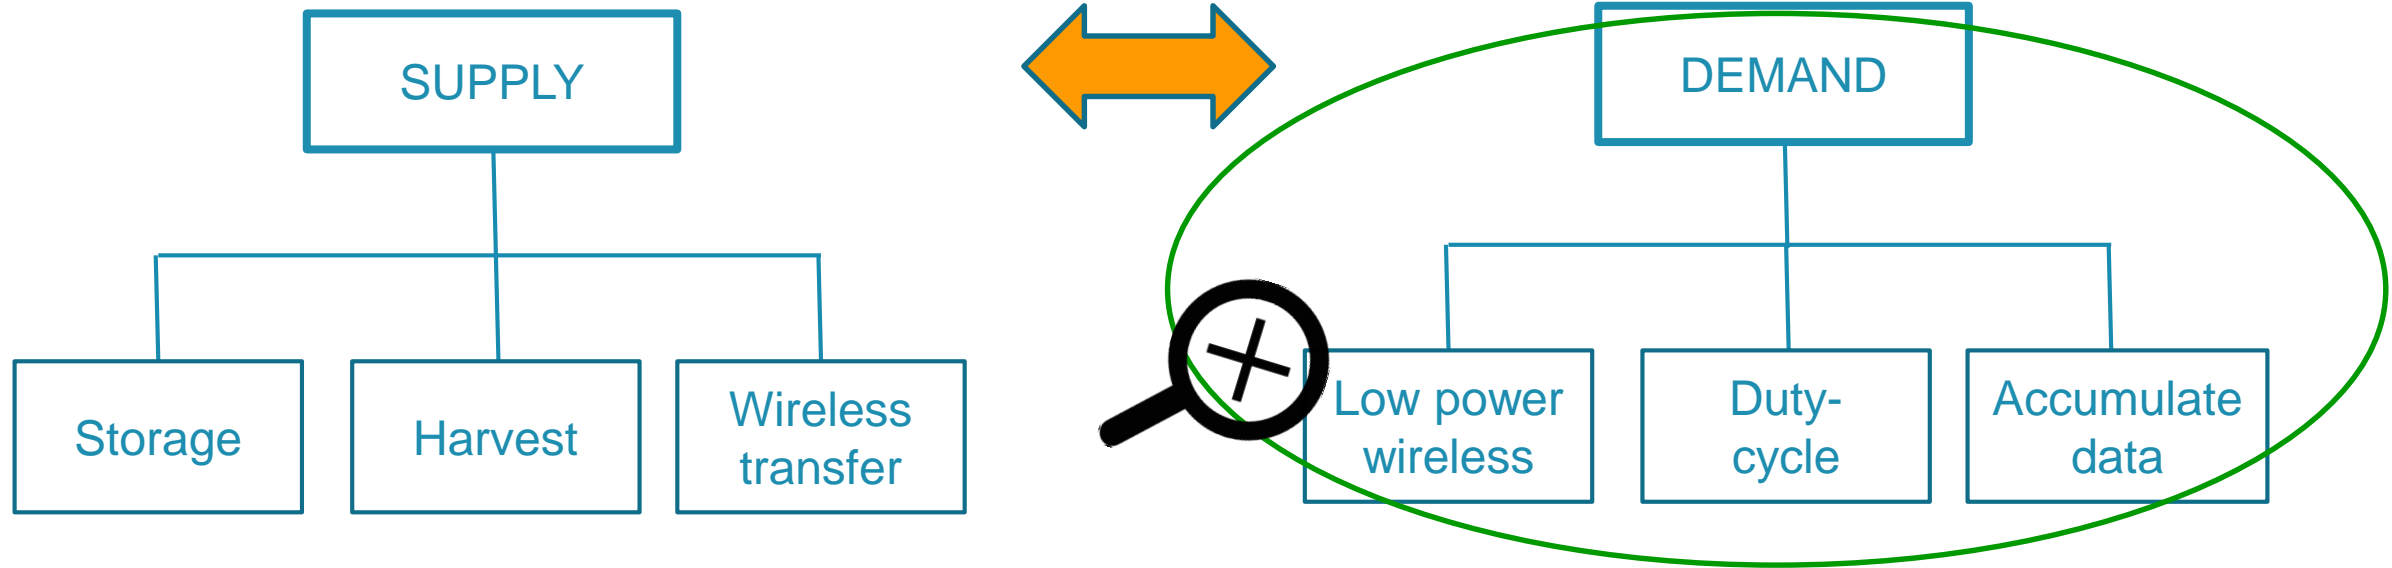 SUPPLY
DEMAND
Storage
Harvest
Wireless
transfer
Low power
wireless
Duty-
cycle
Accumulate
data